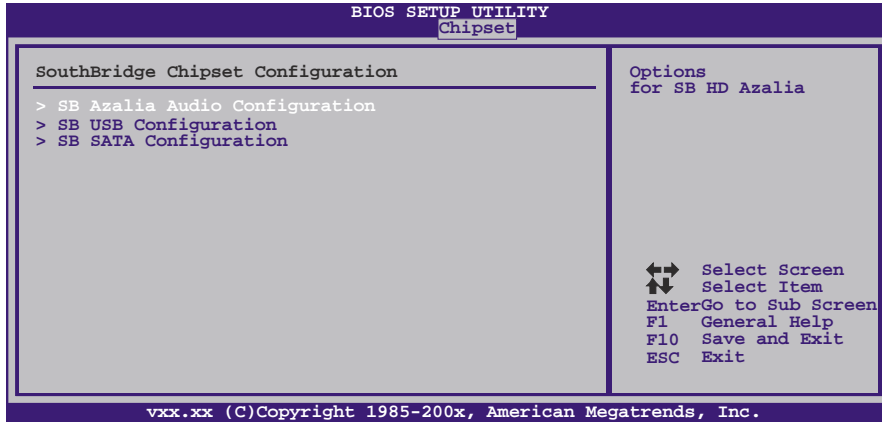 BIOS SETUP UTILITY
Chipset
SouthBridge Chipset Configuration
> SB Azalia Audio Configuration
> SB USB Configuration
> SB SATA Configuration
Options
for SB HD Azalia
Select Screen
Select Item
EnterGo to Sub Screen
F1 General Help
F10 Save and Exit
ESC Exit
vxx.xx (C)Copyright 1985-200x, American Megatrends, Inc.